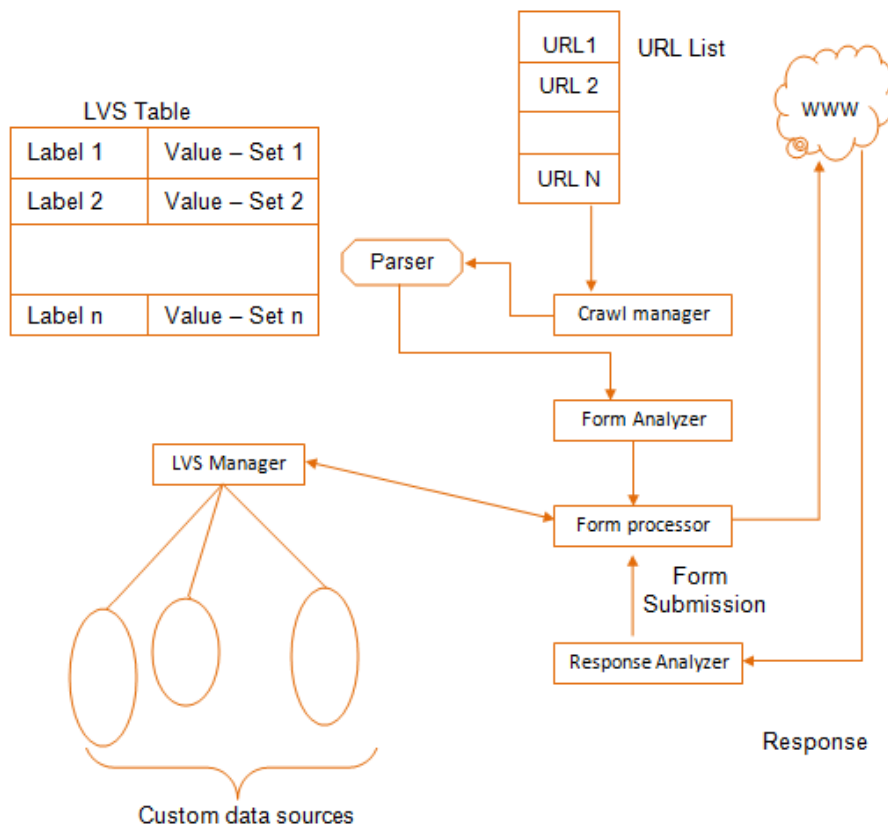 URL1
URL List
URL 2
URL N
WWW
LVS Table
Label 1
Value – Set 1
Label 2
Value – Set 2
Label n
Value – Set n
Parser
Crawl manager
Form Analyzer
LVS Manager
Form processor
Form
Submission
Response Analyzer
Response
Custom data sources